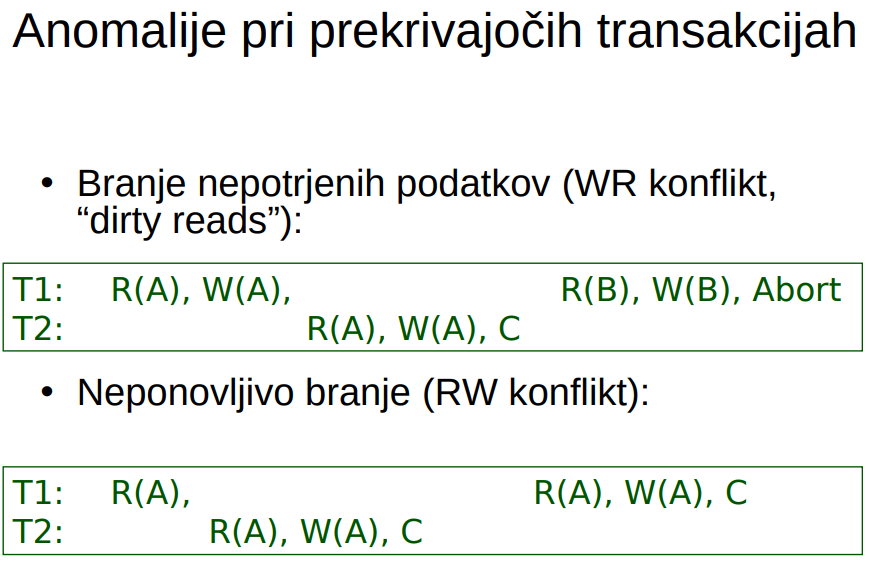 Anomalije pri prekrivajočih transakcijah
• Branje nepotrjenih podatkov (WR konflikt,
“dirty reads”):
T1: R(A), W(A), R(B), W(B), Abort
T2: R(A), W(A), C
• Neponovljivo branje (RW konflikt):
T1: R(A), R(A), W(A), C
T2: R(A), W(A), C